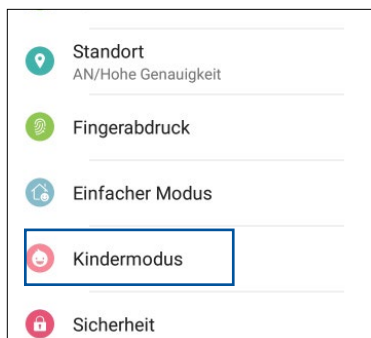 Standort
AN/Hohe Genauigkeit
Fingerabdruck
Einfacher Modus
Kindermodus
Sicherheit